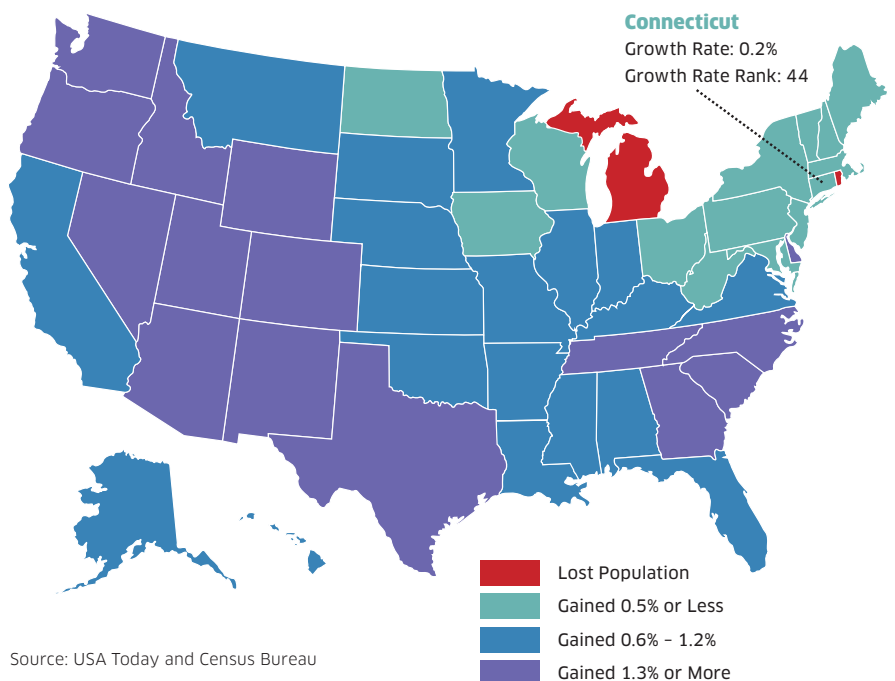 Connecticut
Growth Rate: 0.2%
Growth Rate Rank: 44
Lost Population
Gained 0.5% or Less
Gained 0.6% – 1.2%
Gained 1.3% or More
Source: USA Today and Census Bureau